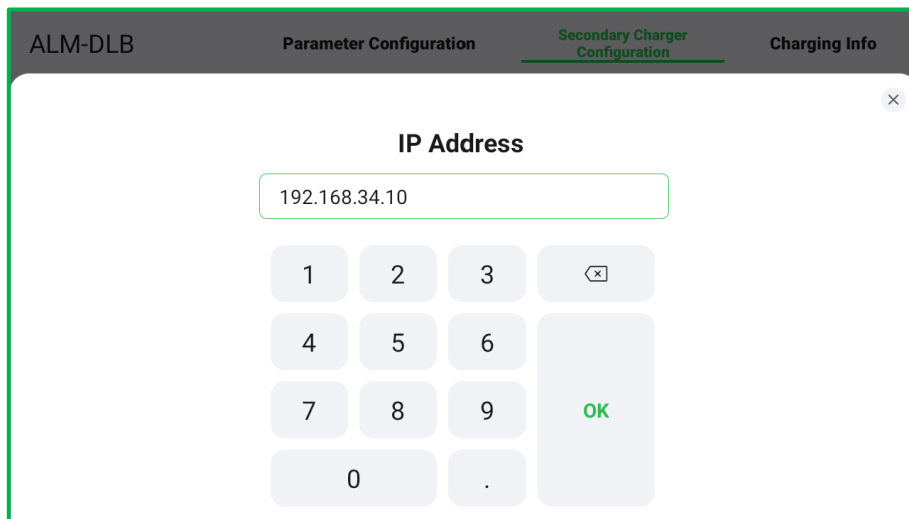 ALM-DLB
Parameter Configuration
Secondary Charger
Configuration
Charging Info
IP Address
192.168.34.10
1 2 3
4 5 6
7 8 9 OK
0 .